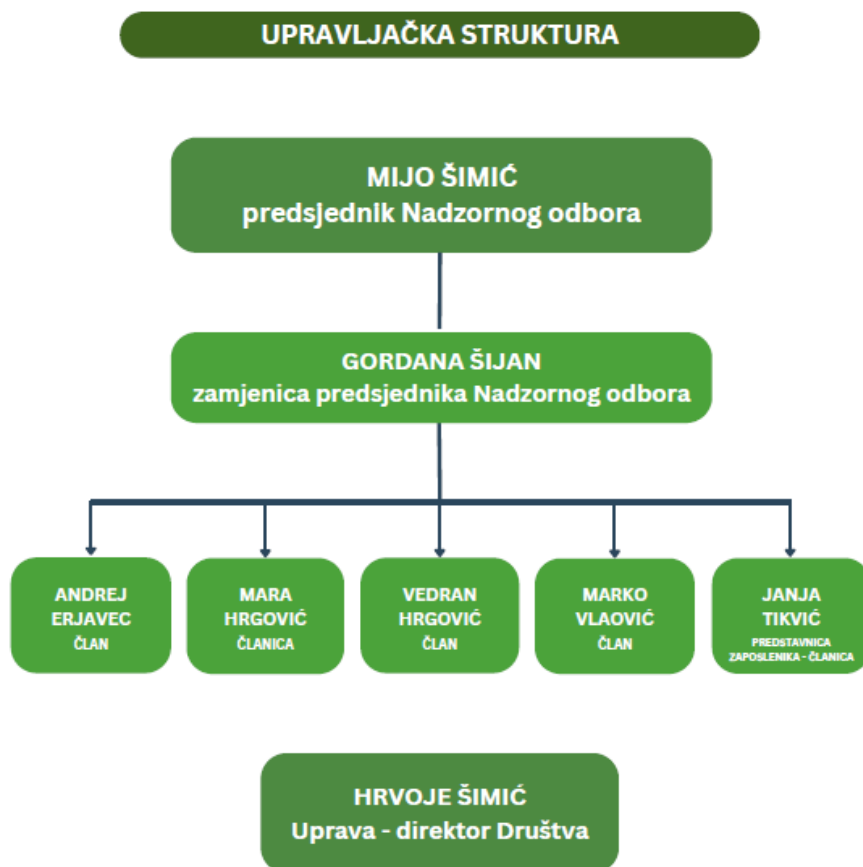 UPRAVLJAČKA STRUKTURA
MIJO ŠIMIĆ
predsjednik Nadzornog odbora
GORDANA ŠIJAN
zamjenica predsjednika Nadzornog odbora
ANDREJ
ERJAVEC
ČLAN
MARA
HRGOVIĆ
ČLANICA
VEDRAN
HRGOVIĆ
ČLAN
MARKO
VLAOVIĆ
ČLAN
JANJA
TIKVIĆ
PREDSTAVNICA
ZAPOSLENIKA - ČLANICA
HRVOJE ŠIMIĆ
Uprava - direktor Društva